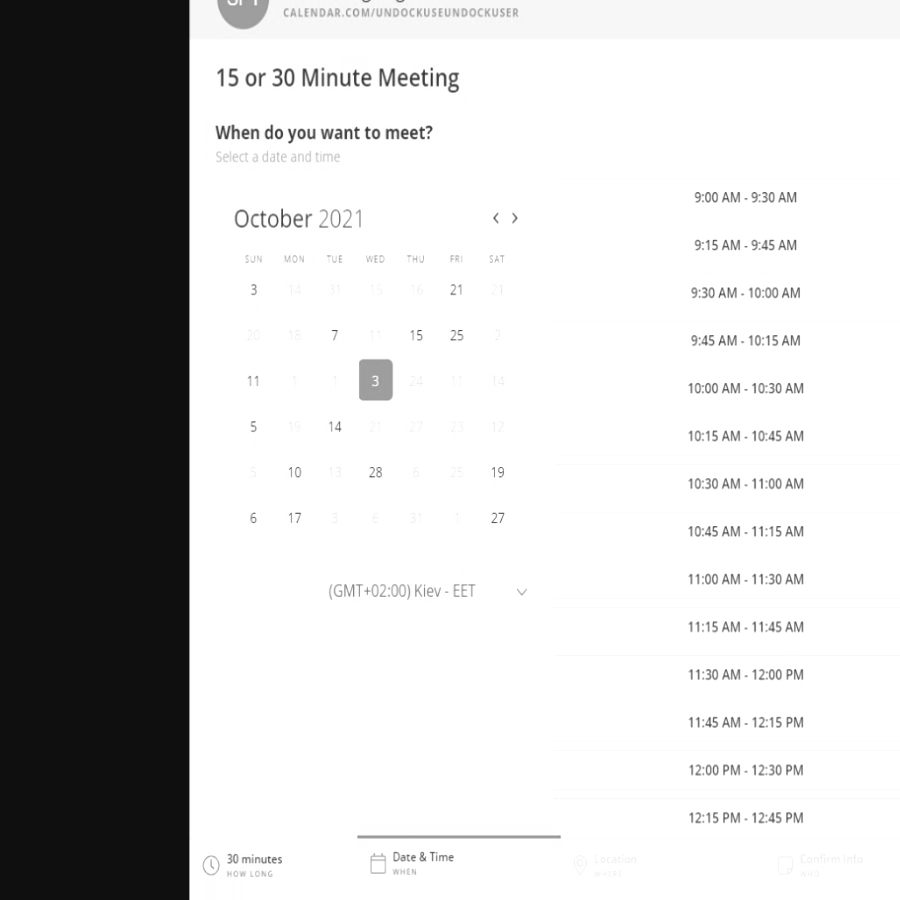 CALENDAR.COM/UNDOCKUSEUNDOCKUSER
15 or 30 Minute Meeting
When do you want to meet?
Select a date and time
October 2021
SUN MON TUE WED THU FRI SAT
3 14 31 15 16 21 21
20 18 7 11 15 25 2
11 1 1 3 24 11 14
5 19 14 21 27 23 12
5 10 13 28 6 25 19
6 17 3 6 31 1 27
(GMT+02:00) Kiev - EET
9:00 AM - 9:30 AM
9:15 AM - 9:45 AM
9:30 AM - 10:00 AM
9:45 AM - 10:15 AM
10:00 AM - 10:30 AM
10:15 AM - 10:45 AM
10:30 AM - 11:00 AM
10:45 AM - 11:15 AM
11:00 AM - 11:30 AM
11:15 AM - 11:45 AM
11:30 AM - 12:00 PM
11:45 AM - 12:15 PM
12:00 PM - 12:30 PM
12:15 PM - 12:45 PM
30 minutes
HOW LONG
Date & Time
WHEN
Location
WHERE
Confirm info
WHO